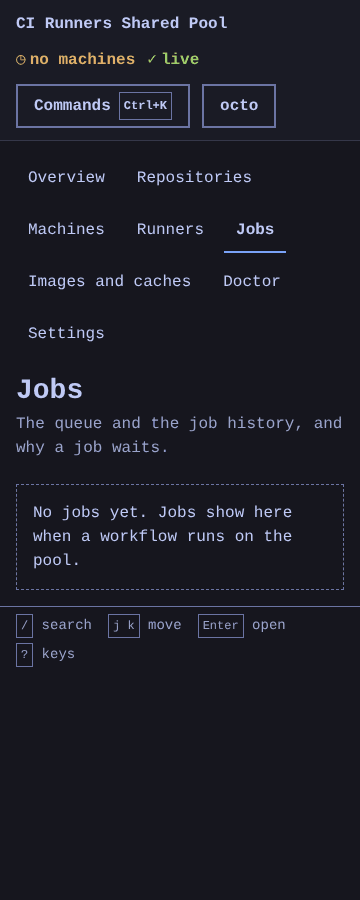 CI Runners Shared Pool
◷ no machines ✓ live
Commands Ctrl+K octo
Overview Repositories
Machines Runners Jobs
Images and caches Doctor
Settings
Jobs
The queue and the job history, and
why a job waits.
No jobs yet. Jobs show here
when a workflow runs on the
pool.
/ search j k move Enter open
? keys